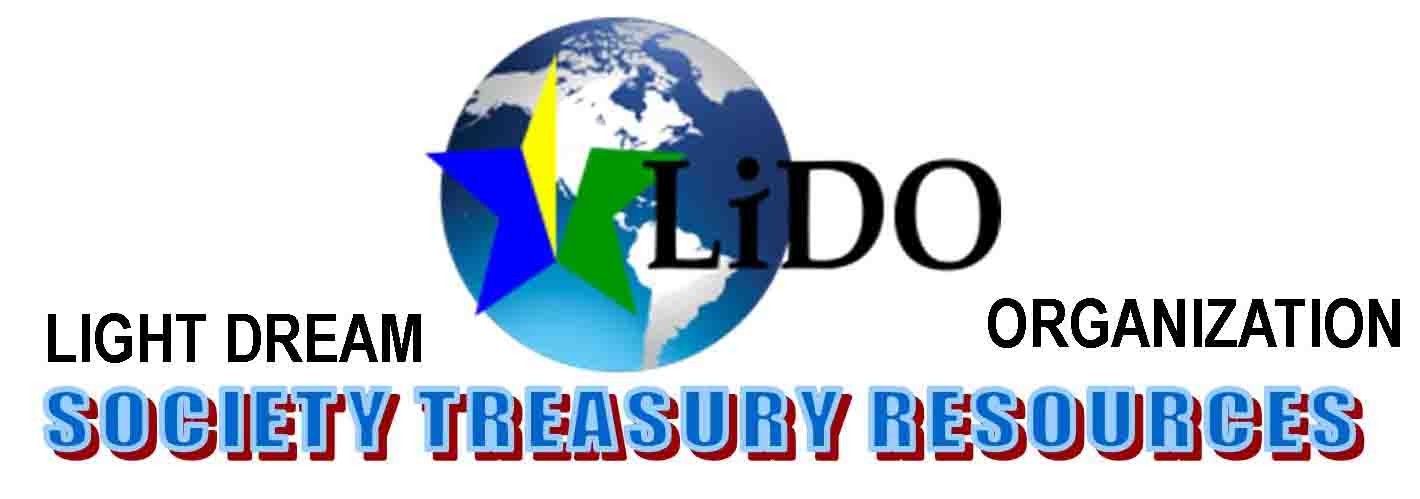 LiDO
LIGHT DREAM ORGANIZATION
SOCIETY TREASURY RESOURCES